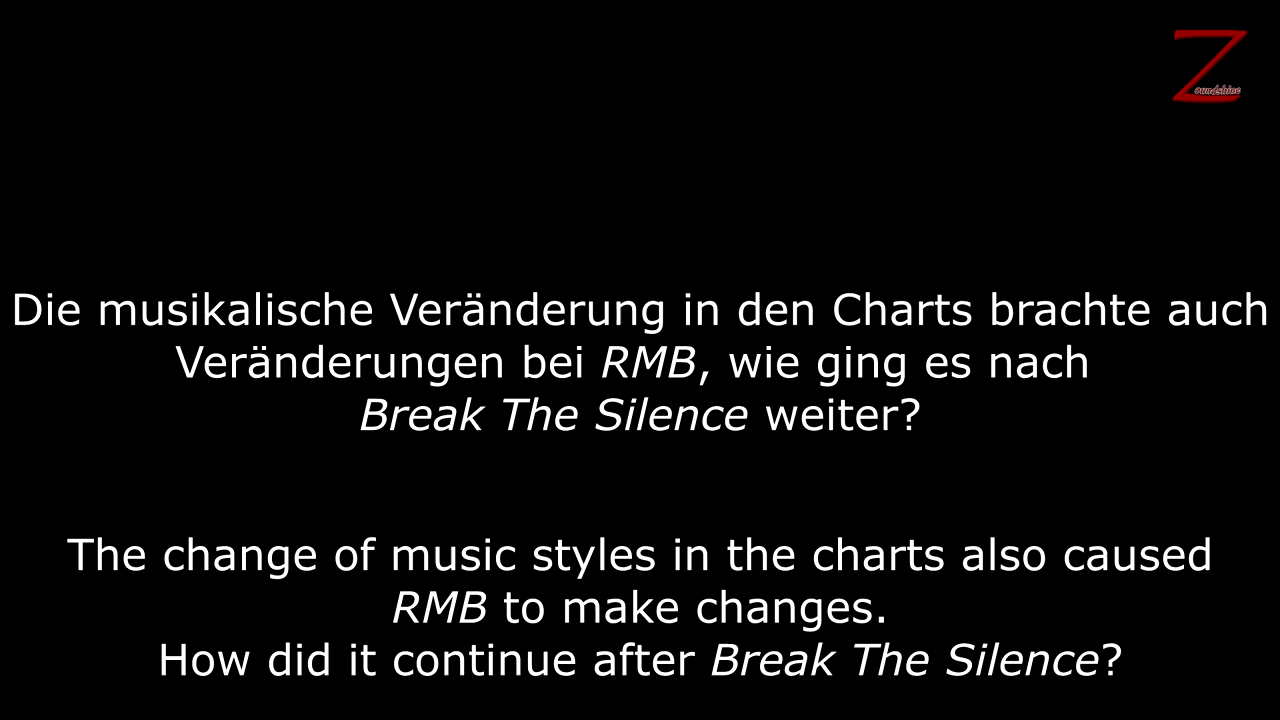 Zoundshine
Die musikalische Veränderung in den Charts brachte auch
Veränderungen bei RMB, wie ging es nach
Break The Silence weiter?
The change of music styles in the charts also caused
RMB to make changes.
How did it continue after Break The Silence?